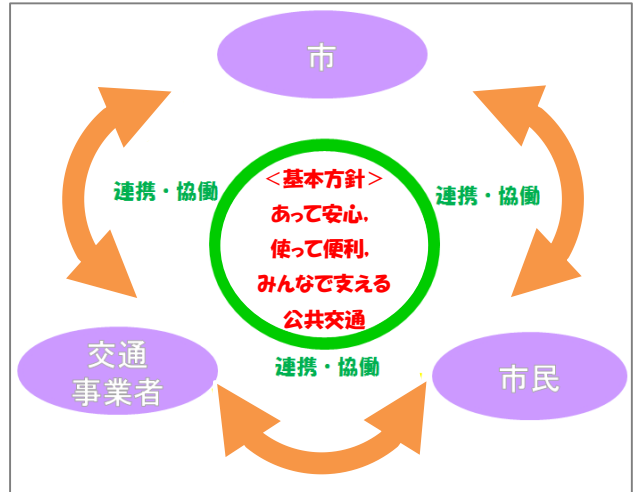 市
連携・協働
連携・協働
＜基本方針＞
あって安心,
使って便利,
みんなで支える
公共交通
交通
事業者
連携・協働
市民